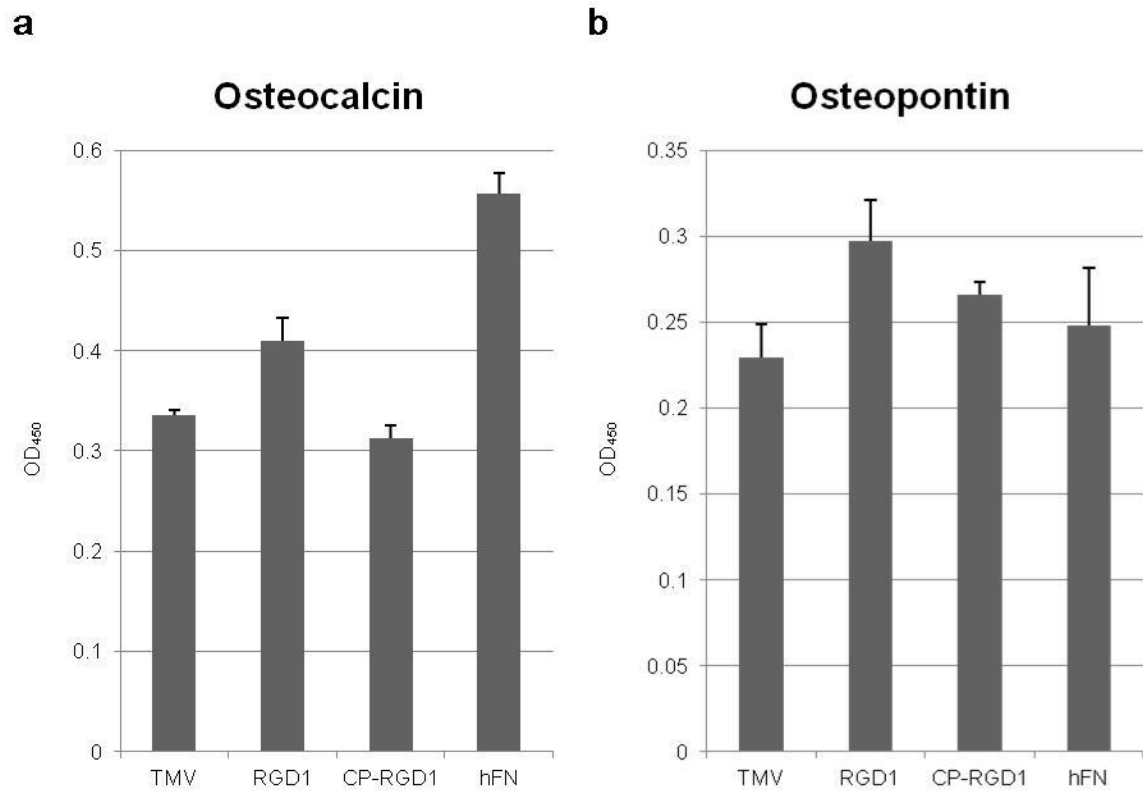 a
Osteocalcin
0.6
0.5
0.4
0.3
0.2
0.1
0
OD₄₅₀
TMV RGD1 CP-RGD1 hFN
b
Osteopontin
0.35
0.3
0.25
0.2
0.15
0.1
0.05
0
OD₄₅₀
TMV RGD1 CP-RGD1 hFN